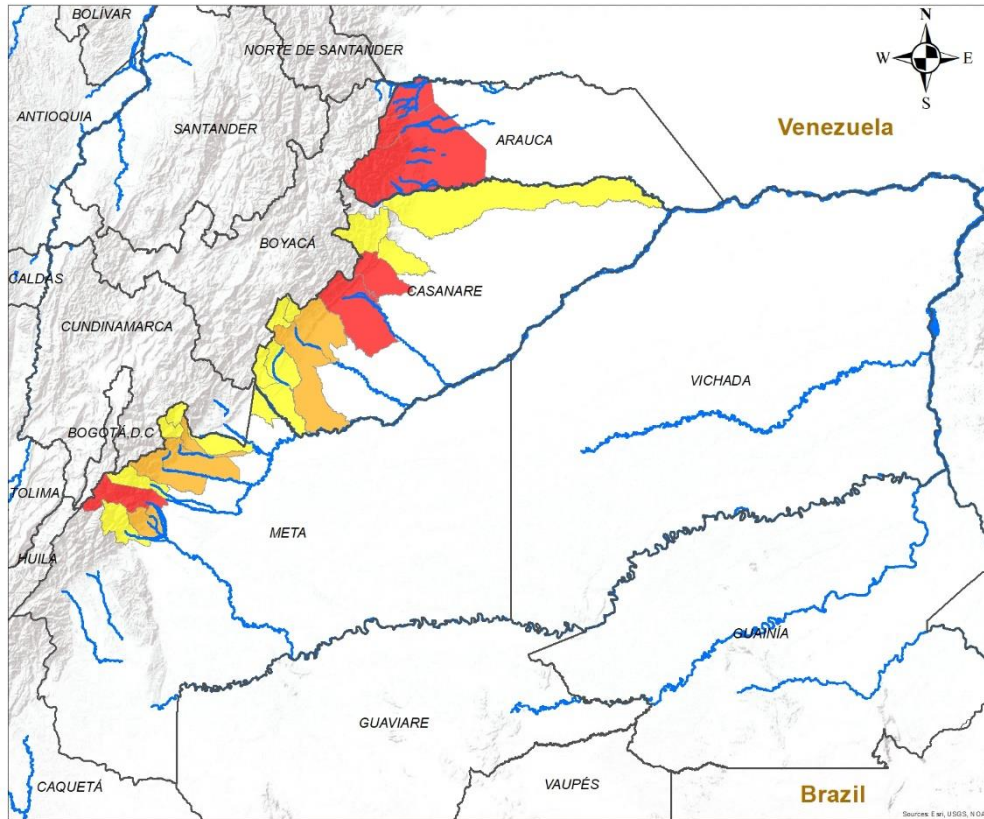 BOLÍVAR
NORTE DE SANTANDER
N
W
E
S
ANTIOQUIA
SANTANDER
ARAUCA
Venezuela
BOYACÁ
CALDAS
CASANARE
CUNDINAMARCA
VICHADA
BOGOTÁ D.C
TOLIMA
META
HUILA
GUAINÍA
GUAVIARE
CAQUETÁ
VAUPÉS
Brazil
Sources: Esri, USGS, NOA